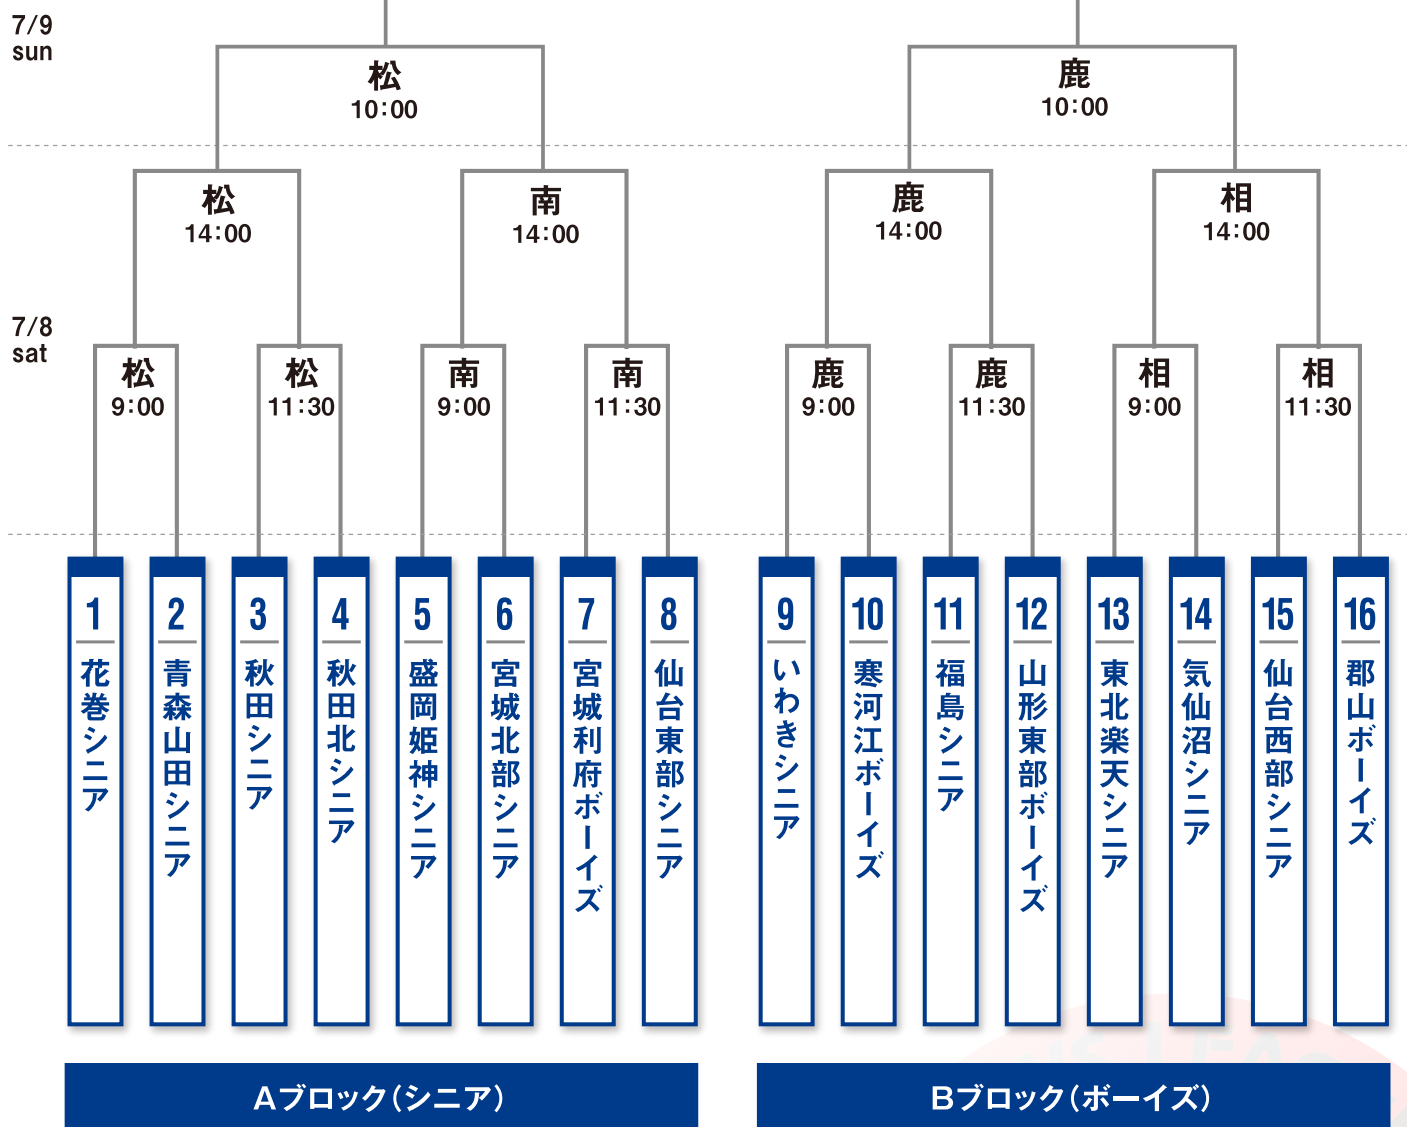 7/9
sun
松
10:00
鹿
10:00
松
14:00
南
14:00
鹿
14:00
相
14:00
7/8
sat
松
9:00
松
11:30
南
9:00
南
11:30
鹿
9:00
鹿
11:30
相
9:00
相
11:30
1
花巻シニア
2
青森山田シニア
3
秋田シニア
4
秋田北シニア
5
盛岡姫神シニア
6
宮城北部シニア
7
宮城利府ボーイズ
8
仙台東部シニア
9
いわきシニア
10
寒河江ボーイズ
11
福島シニア
12
山形東部ボーイズ
13
東北楽天シニア
14
気仙沼シニア
15
仙台西部シニア
16
郡山ボーイズ
Aブロック(シニア)
Bブロック(ボーイズ)